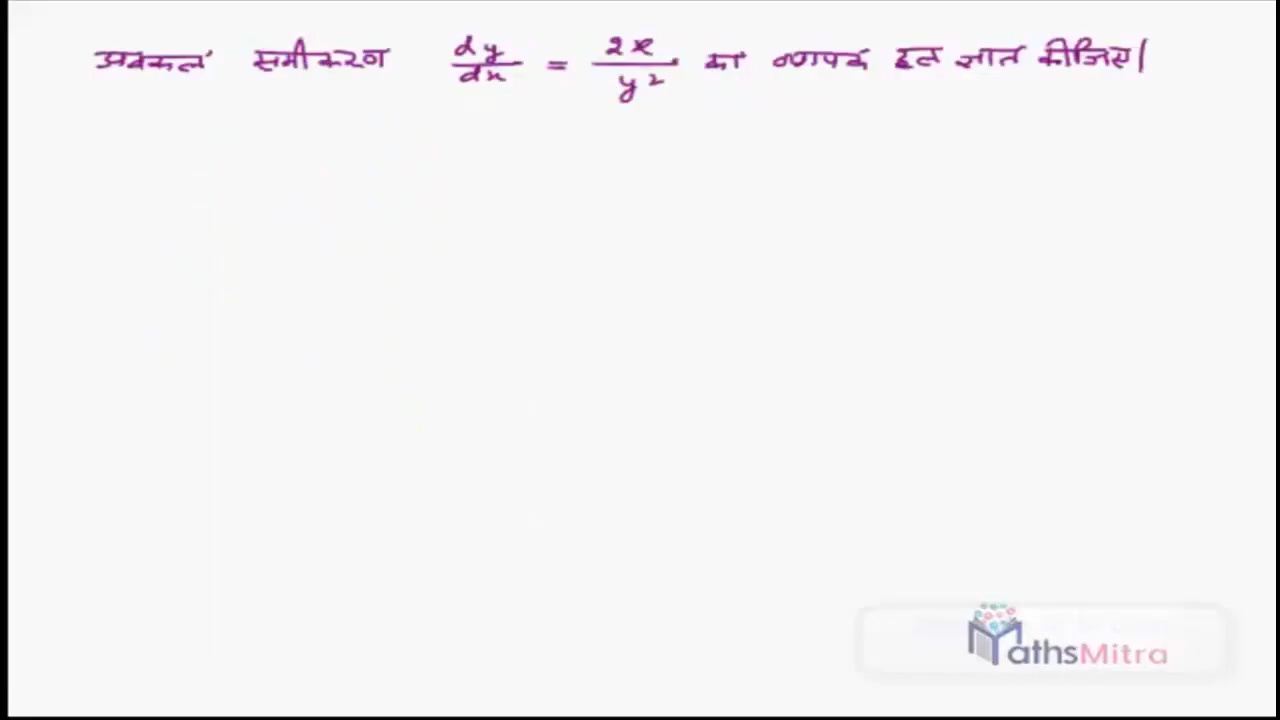 अवकल समीकरण dy/dx = 2x/y² का व्यापक हल ज्ञात कीजिए|
MathsMitra